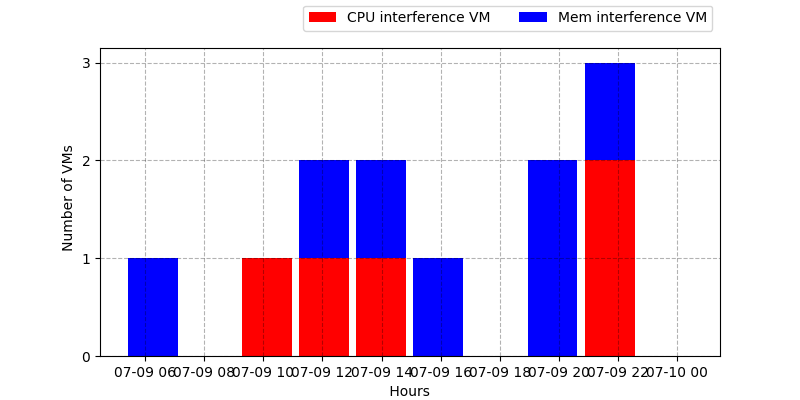 CPU interference VM Mem interference VM
3
2
1
0
Number of VMs
07-09 06 07-09 08 07-09 10 07-09 12 07-09 14 07-09 16 07-09 18 07-09 20 07-09 22 07-10 00
Hours